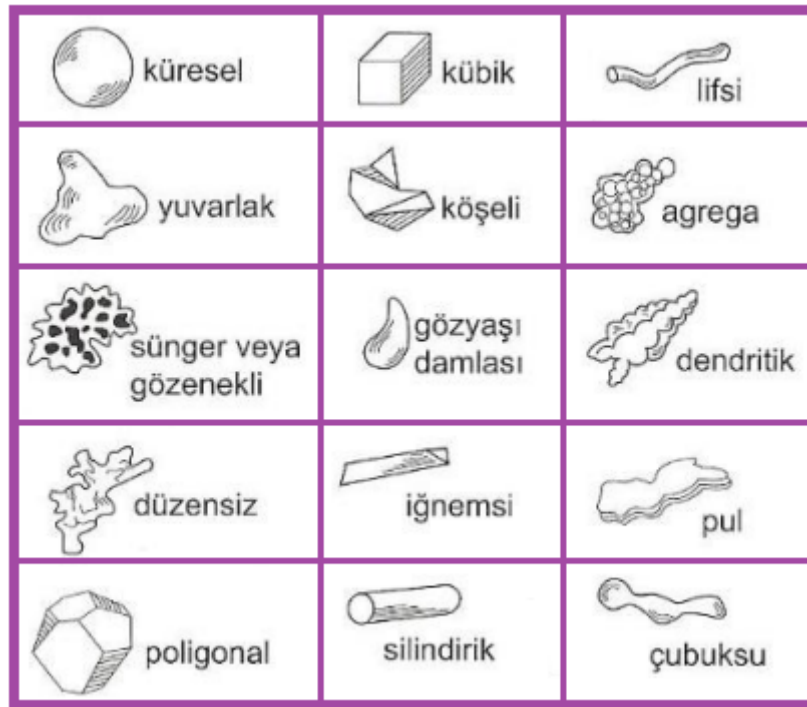 küresel
kübik
lifsi
yuvarlak
köşeli
agrega
sünger veya
gözenekli
gözyaşı
damlası
dendritik
düzensiz
iğnemsi
pul
poligonal
silindirik
çubuksu